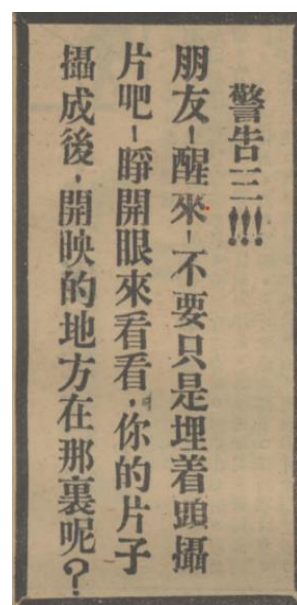 警告三!!!
朋友!醒來!不要只是埋着頭攝
片吧!睜開眼來看看,你的片子
攝成後,開映的地方在那裏呢?